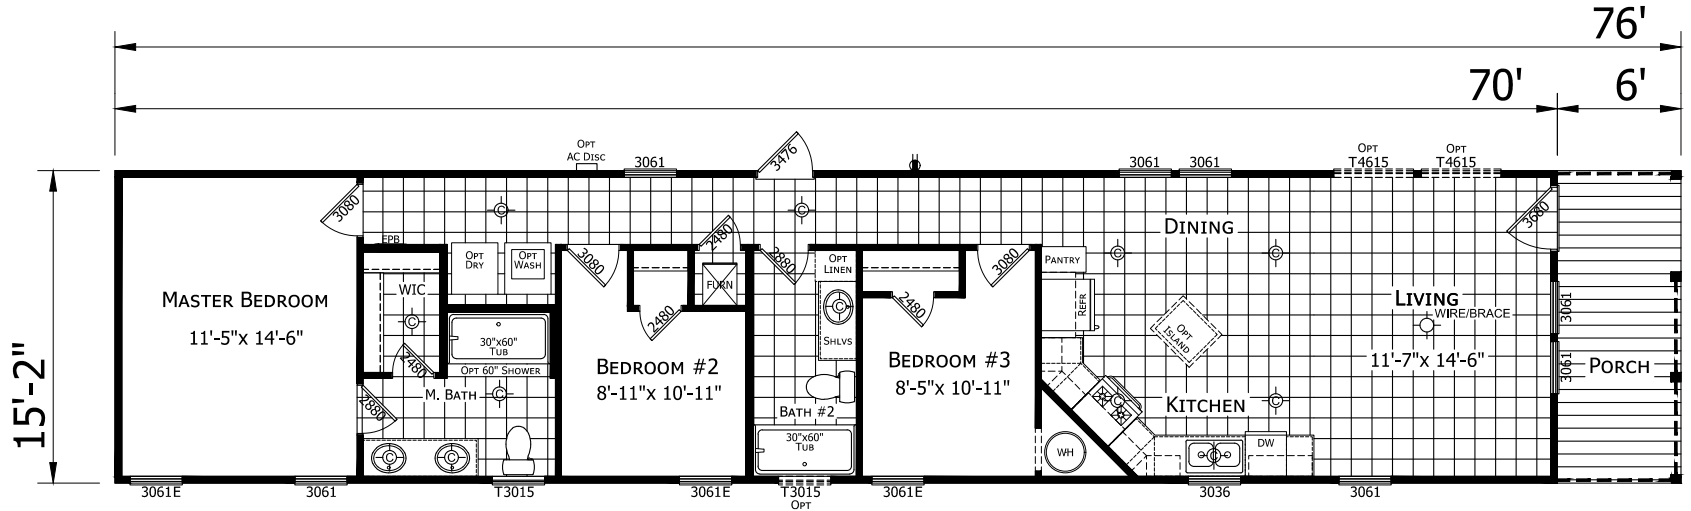 76'
70'
6'
15'-2"
OPT
AC DISC
3061
3476
3061
3061
OPT
T4615
OPT
T4615
3080
EPB
OPT
DRY
OPT
WASH
3080
2480
FURN
2880
OPT
LINEN
3080
PANTRY
REFR
DINING
3680
MASTER BEDROOM
11'-5"x 14'-6"
WIC
2480
30"x60"
TUB
OPT 60" SHOWER
M. BATH
2880
2480
BEDROOM #2
8'-11"x 10'-11"
SHLVS
BATH #2
30"x60"
TUB
2480
BEDROOM #3
8'-5"x 10'-11"
OPT
ISLAND
LIVING
WIRE/BRACE
11'-7"x 14'-6"
KITCHEN
WH
DW
3061
3061
PORCH
3061E
3061
T3015
3061E
T3015
OPT
3061E
3036
3061
C
C
C
C
C
C
C
C
C
C
C
C
C